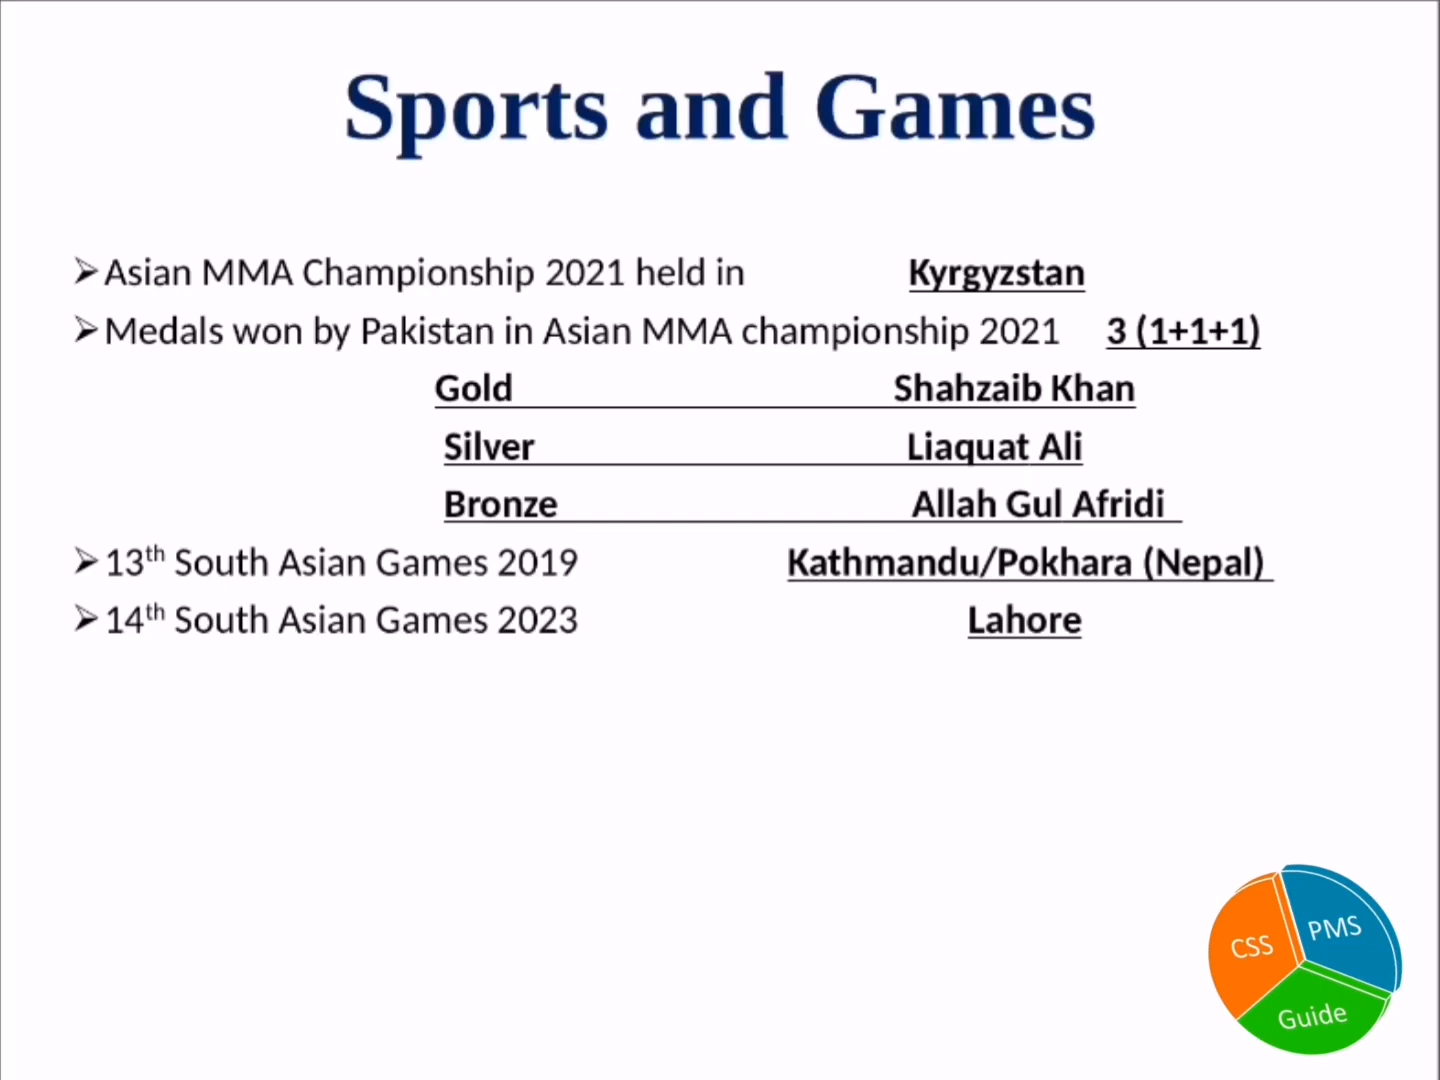 Sports and Games
➢Asian MMA Championship 2021 held in Kyrgyzstan
➢Medals won by Pakistan in Asian MMA championship 2021 3 (1+1+1)
Gold Shahzaib Khan
Silver Liaquat Ali
Bronze Allah Gul Afridi
➢13th South Asian Games 2019 Kathmandu/Pokhara (Nepal)
➢14th South Asian Games 2023 Lahore
CSS PMS
Guide